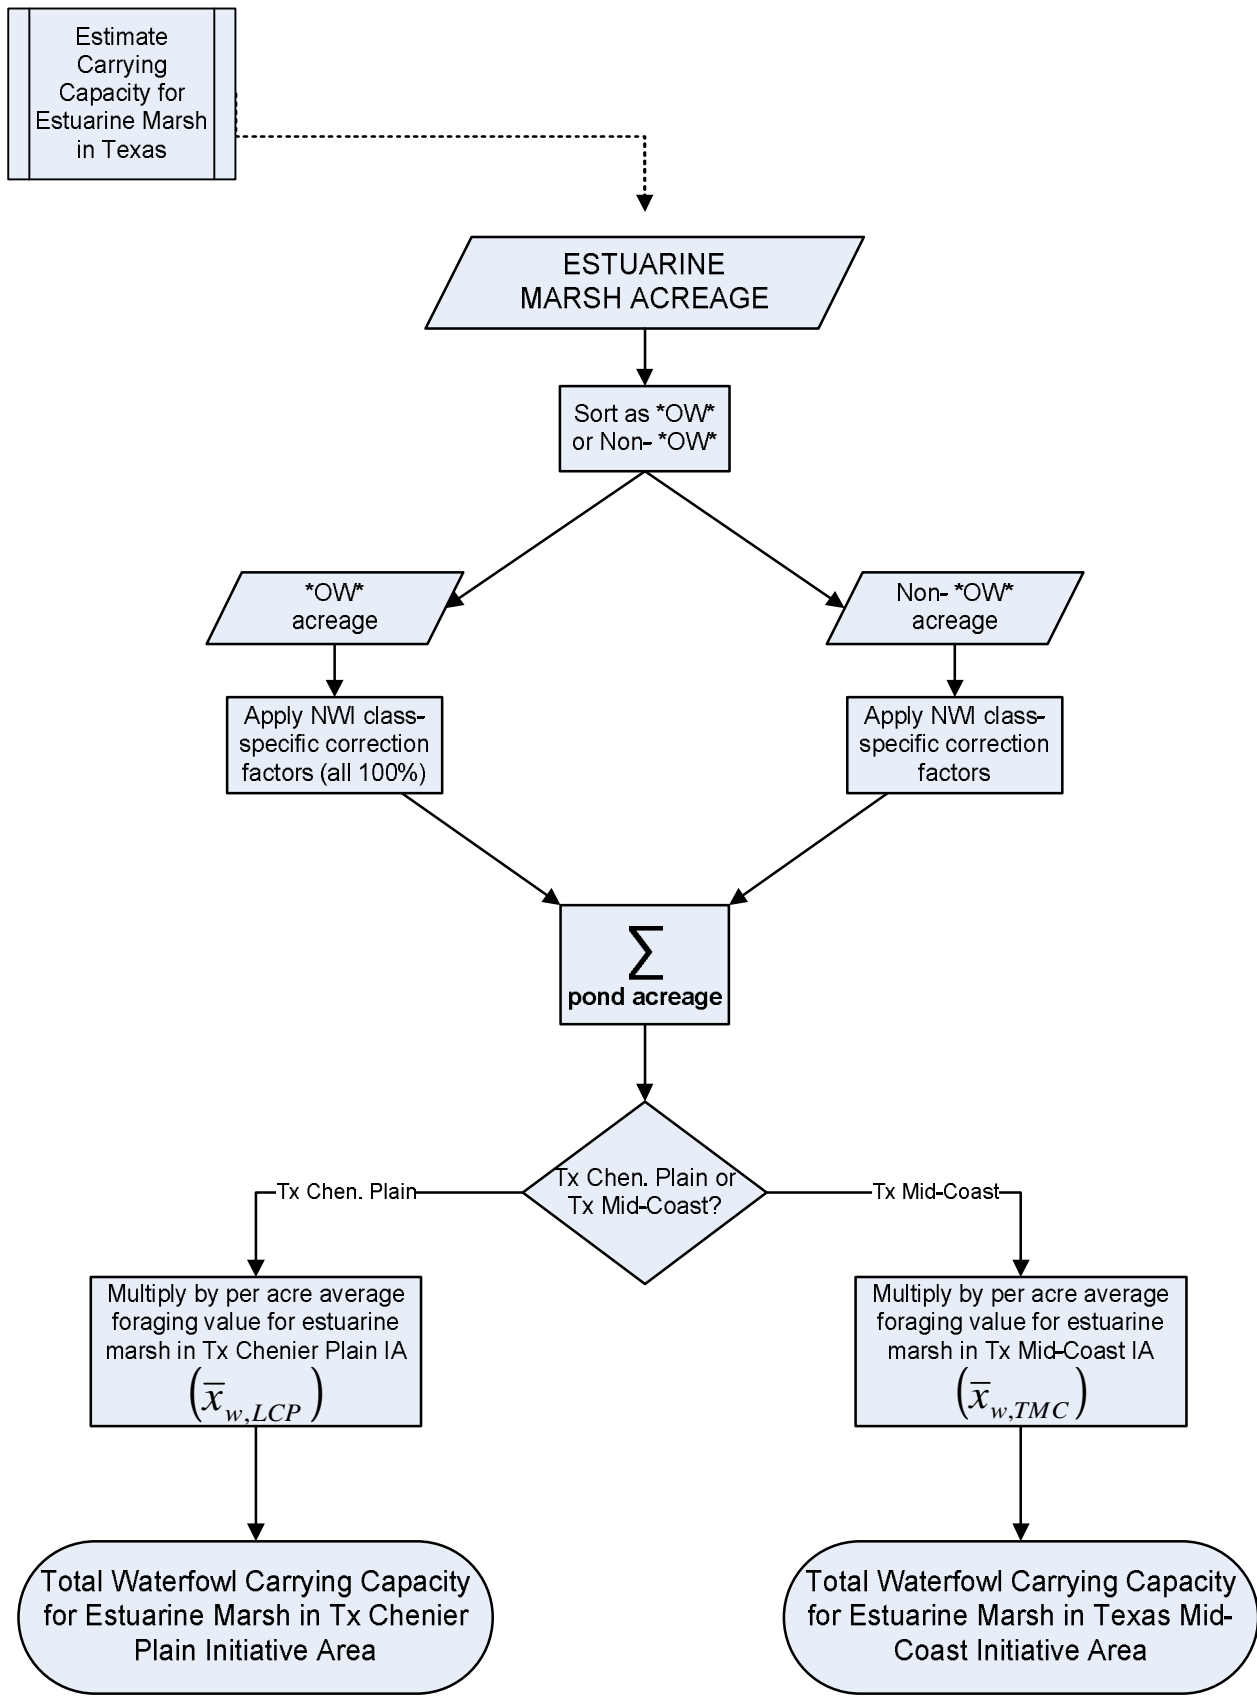 Estimate
Carrying
Capacity for
Estuarine Marsh
in Texas
ESTUARINE
MARSH ACREAGE
Sort as *OW*
or Non- *OW*
*OW*
acreage
Non- *OW*
acreage
Apply NWI class-
specific correction
factors (all 100%)
Apply NWI class-
specific correction
factors
∑
pond acreage
Tx Chen. Plain or
Tx Mid-Coast?
Tx Chen. Plain
Tx Mid-Coast
Multiply by per acre average
foraging value for estuarine
marsh in Tx Chenier Plain IA
(x̅w,LCP)
Multiply by per acre average
foraging value for estuarine
marsh in Tx Mid-Coast IA
(x̅w,TMC)
Total Waterfowl Carrying Capacity
for Estuarine Marsh in Tx Chenier
Plain Initiative Area
Total Waterfowl Carrying Capacity
for Estuarine Marsh in Texas Mid-
Coast Initiative Area